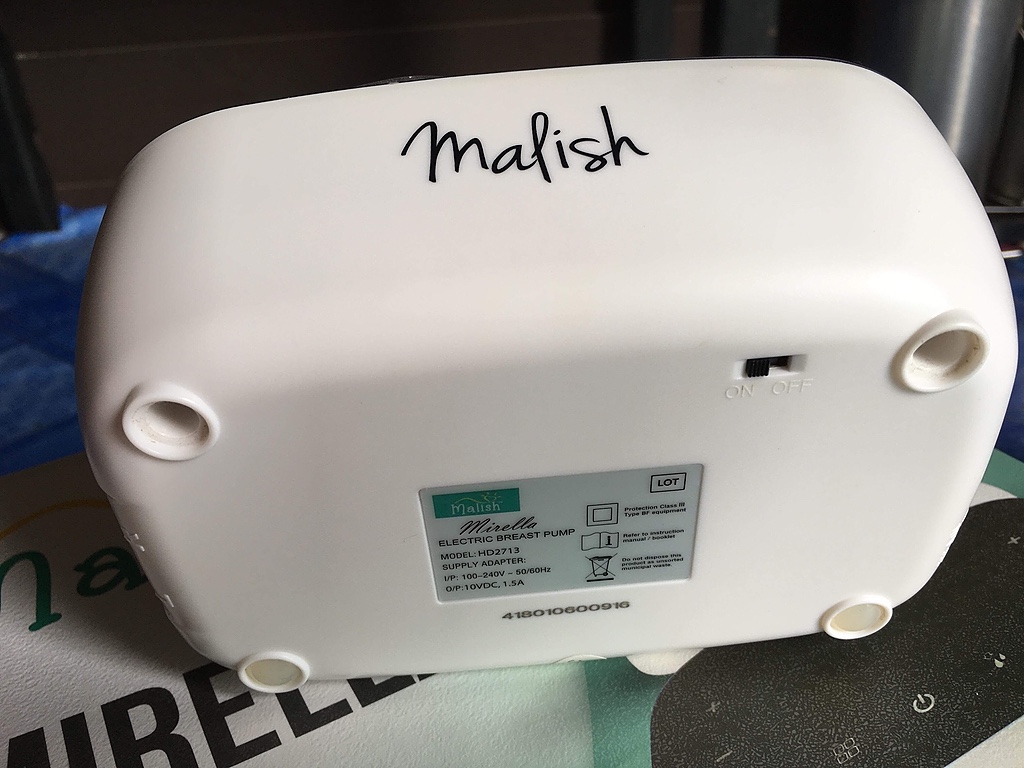 Malish
ON OFF
LOT
Malish
Mirella
ELECTRIC BREAST PUMP
MODEL: HD2713
SUPPLY ADAPTER:
I/P: 100-240V ~ 50/60Hz
O/P:10VDC, 1.5A
Protection Class III
Type BF equipment
Refer to instruction
manual / booklet
Do not dispose this
product as unsorted
municipal waste.
418010600916
MIRELL